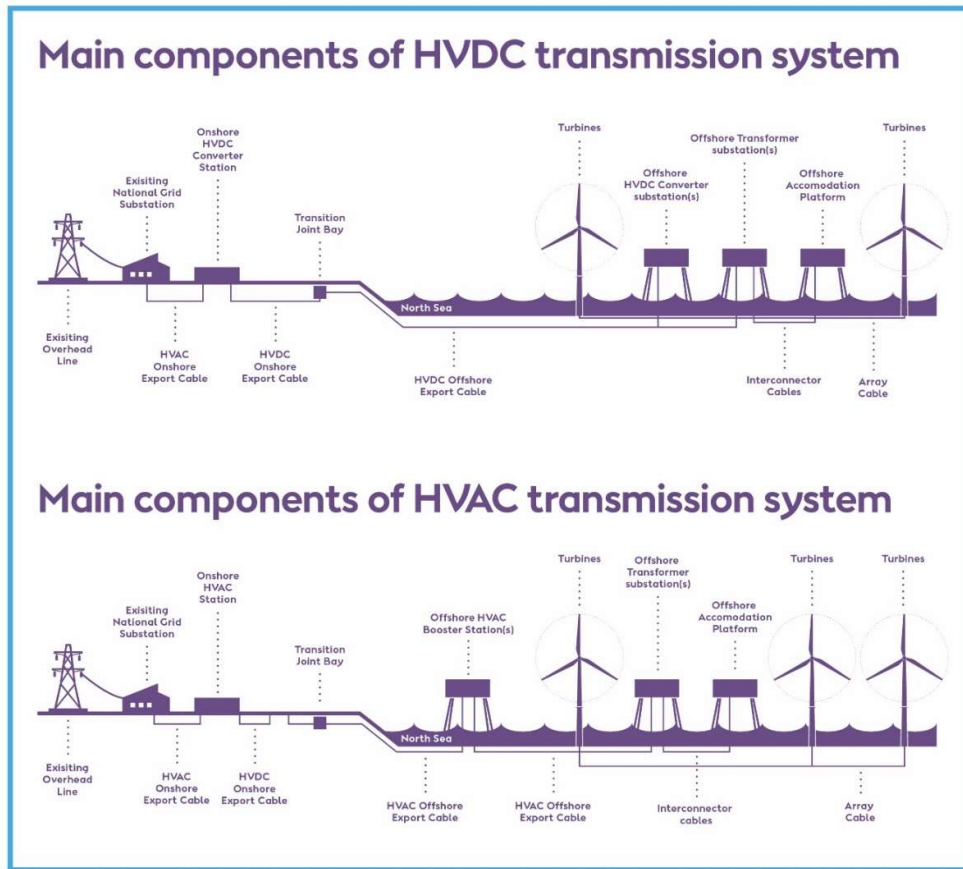 Main components of HVDC transmission system
Turbines
Offshore Transformer
substation(s)
Turbines
Onshore
HVDC
Converter
Station
Offshore
HVDC Converter
substation(s)
Offshore
Accomodation
Platform
Exisiting
National Grid
Substation
Transition
Joint Bay
North Sea
Exisiting
Overhead
Line
HVAC
Onshore
Export Cable
HVDC
Onshore
Export Cable
HVDC Offshore
Export Cable
Interconnector
Cables
Array
Cable
Main components of HVAC transmission system
Turbines
Offshore
Transformer
substation(s)
Turbines
Turbines
Onshore
HVAC
Station
Exisiting
National Grid
Substation
Offshore HVAC
Booster Station(s)
Offshore
Accomodation
Platform
Transition
Joint Bay
North Sea
Exisiting
Overhead
Line
HVAC
Onshore
Export Cable
HVDC
Onshore
Export Cable
HVAC Offshore
Export Cable
HVAC Offshore
Export Cable
Interconnector
cables
Array
Cable